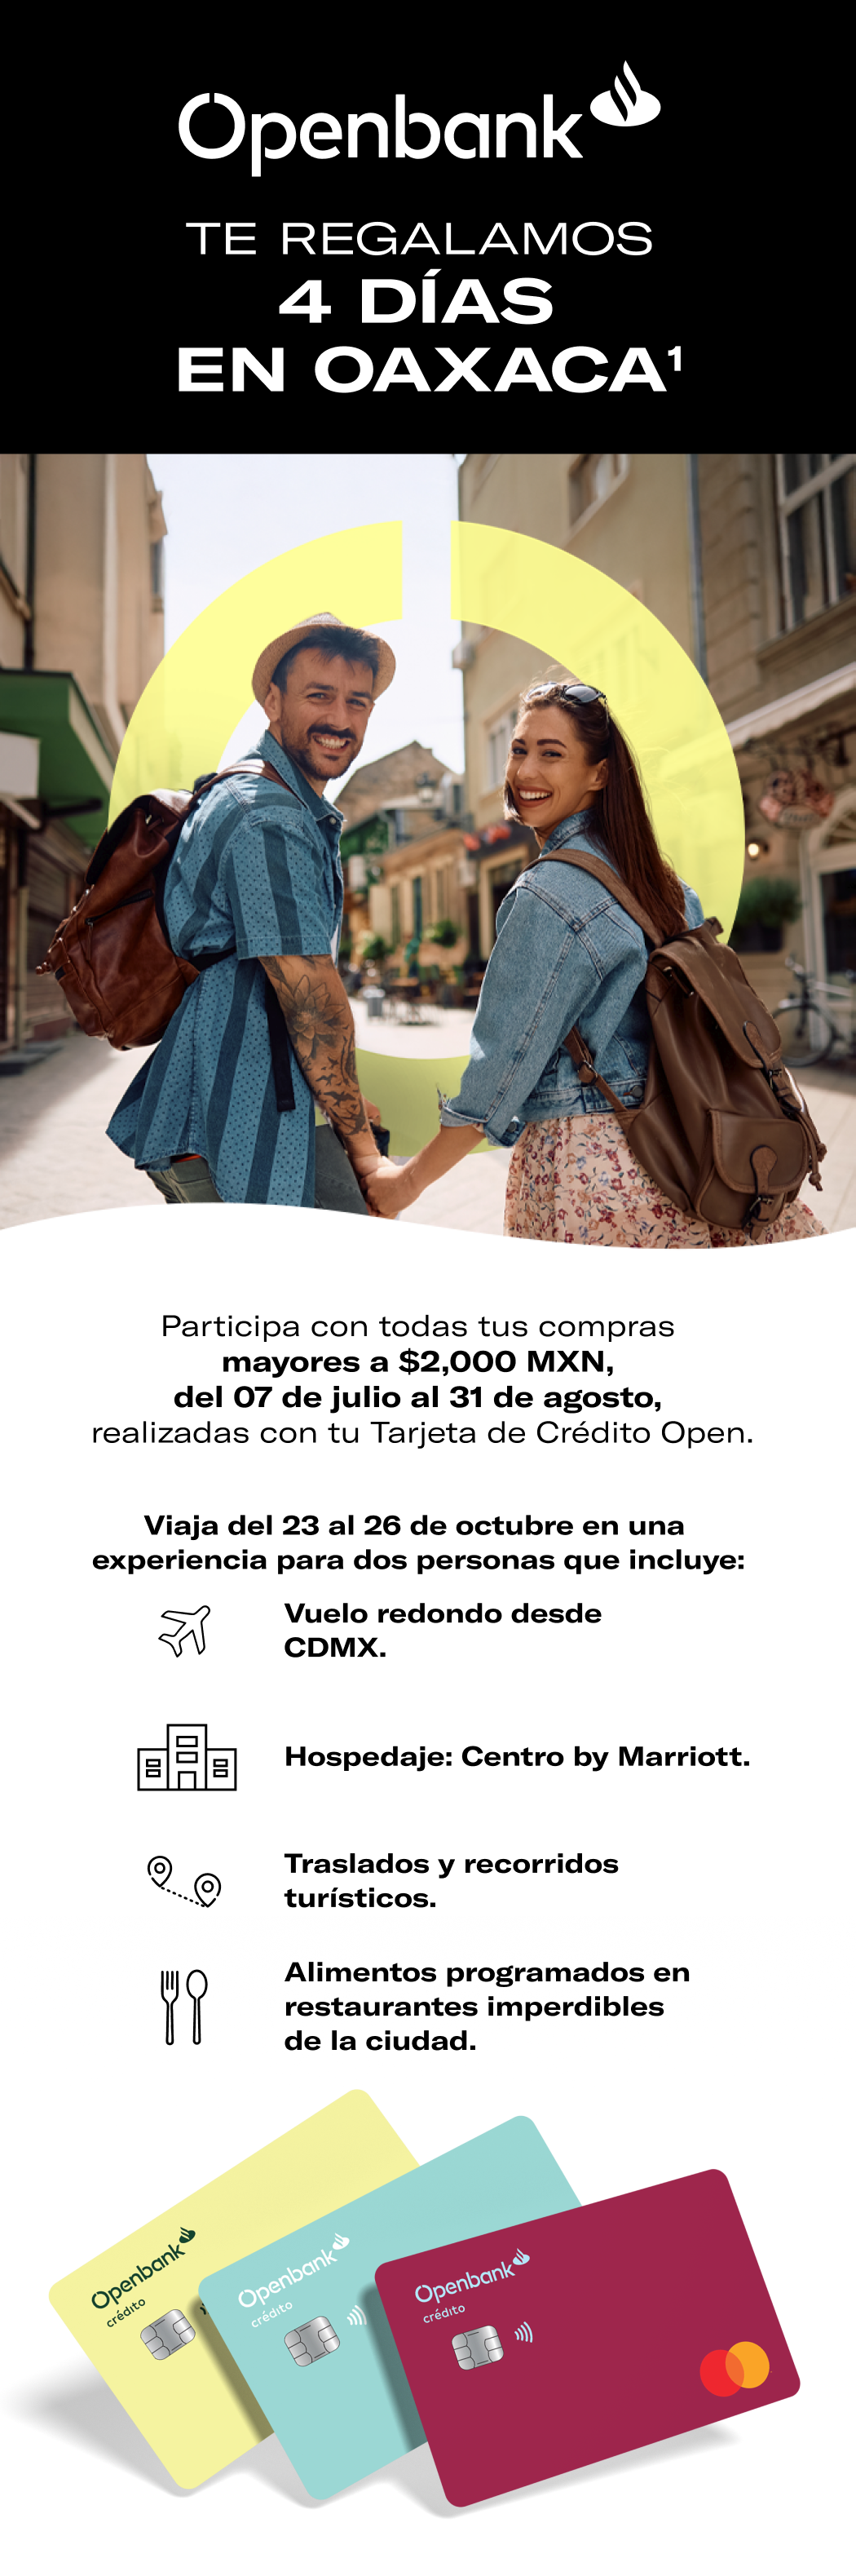 Openbank
TE REGALAMOS
4 DÍAS
EN OAXACA¹
Participa con todas tus compras
mayores a $2,000 MXN,
del 07 de julio al 31 de agosto,
realizadas con tu Tarjeta de Crédito Open.
Viaja del 23 al 26 de octubre en una
experiencia para dos personas que incluye:
Vuelo redondo desde
CDMX.
Hospedaje: Centro by Marriott.
Traslados y recorridos
turísticos.
Alimentos programados en
restaurantes imperdibles
de la ciudad.
Openbank
crédito
Openbank
crédito
Openbank
crédito